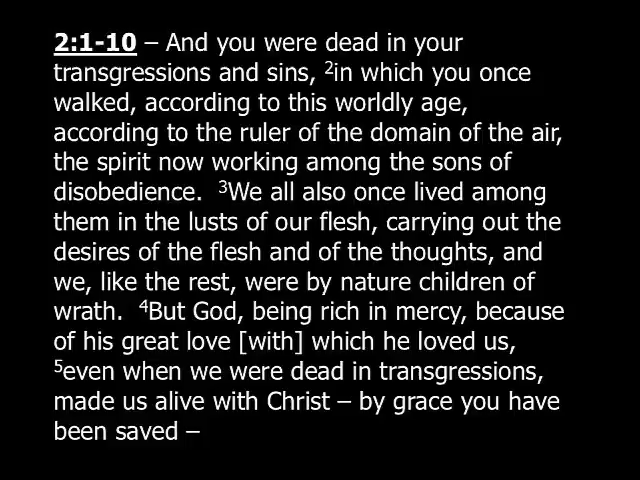 2:1-10 – And you were dead in your
transgressions and sins, ²in which you once
walked, according to this worldly age,
according to the ruler of the domain of the air,
the spirit now working among the sons of
disobedience.  ³We all also once lived among
them in the lusts of our flesh, carrying out the
desires of the flesh and of the thoughts, and
we, like the rest, were by nature children of
wrath.  ⁴But God, being rich in mercy, because
of his great love [with] which he loved us,
⁵even when we were dead in transgressions,
made us alive with Christ – by grace you have
been saved –